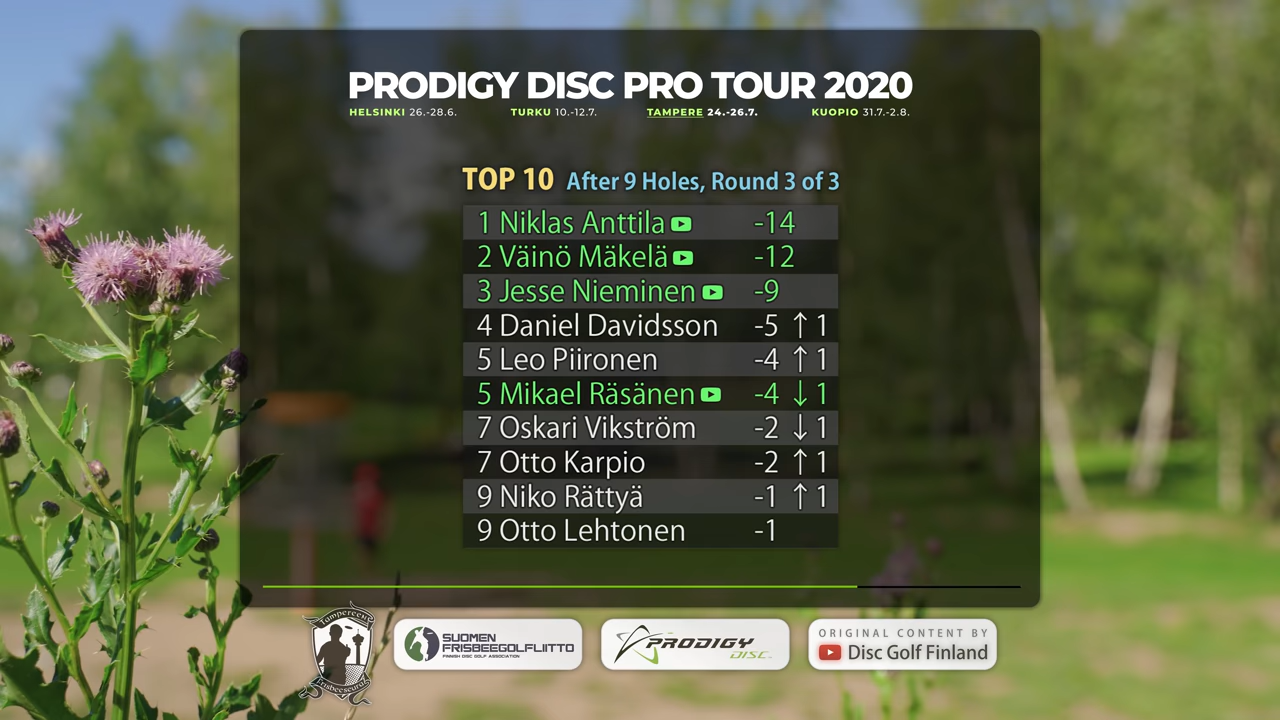 PRODIGY DISC PRO TOUR 2020
HELSINKI 26.-28.6. TURKU 10.-12.7. TAMPERE 24.-26.7. KUOPIO 31.7.-2.8.
TOP 10 After 9 Holes, Round 3 of 3
1 Niklas Anttila -14
2 Väinö Mäkelä -12
3 Jesse Nieminen -9
4 Daniel Davidsson -5 ↑ 1
5 Leo Piironen -4 ↑ 1
5 Mikael Räsänen -4 ↓ 1
7 Oskari Vikström -2 ↓ 1
7 Otto Karpio -2 ↑ 1
9 Niko Rättyä -1 ↑ 1
9 Otto Lehtonen -1
Tampereen
Frisbeeseura
SUOMEN
FRISBEEGOLFLIITTO
FINNISH DISC GOLF ASSOCIATION
PRODIGY
DISC
ORIGINAL CONTENT BY
Disc Golf Finland